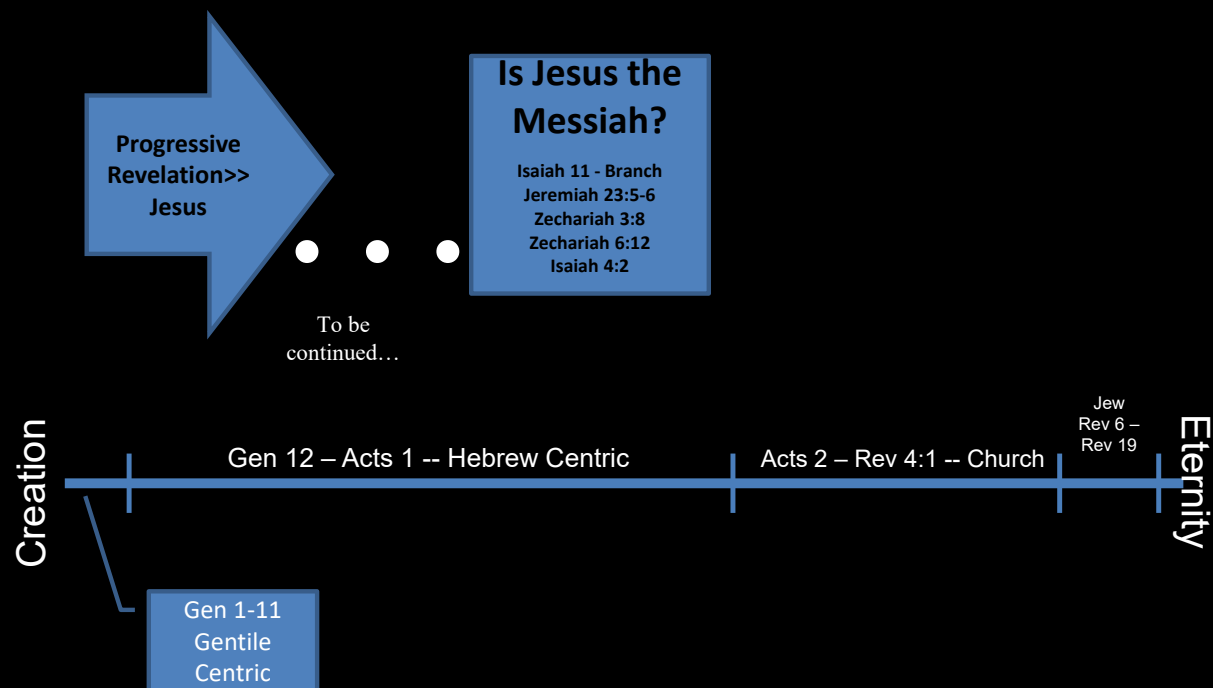 Progressive
Revelation>>
Jesus
Is Jesus the
Messiah?
Isaiah 11 - Branch
Jeremiah 23:5-6
Zechariah 3:8
Zechariah 6:12
Isaiah 4:2
To be
continued…
Creation
Gen 12 – Acts 1 -- Hebrew Centric
Acts 2 – Rev 4:1 -- Church
Jew
Rev 6 –
Rev 19
Eternity
Gen 1-11
Gentile
Centric